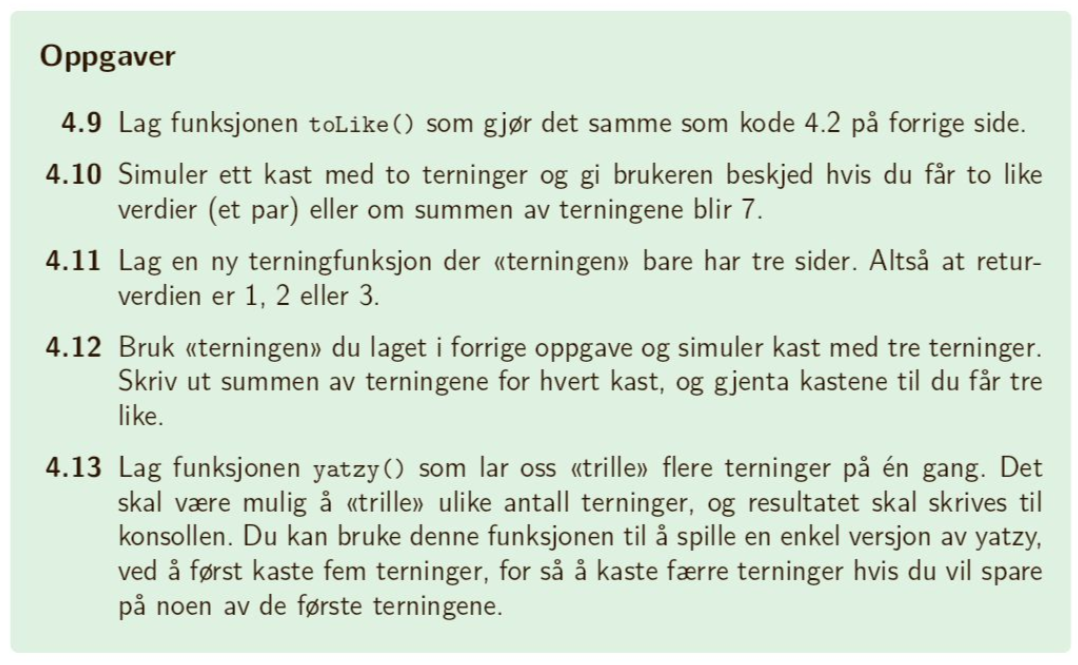 Oppgaver
4.9 Lag funksjonen toLike() som gjør det samme som kode 4.2 på forrige side.
4.10 Simuler ett kast med to terninger og gi brukeren beskjed hvis du får to like
verdier (et par) eller om summen av terningene blir 7.
4.11 Lag en ny terningfunksjon der «terningen» bare har tre sider. Altså at retur-
verdien er 1, 2 eller 3.
4.12 Bruk «terningen» du laget i forrige oppgave og simuler kast med tre terninger.
Skriv ut summen av terningene for hvert kast, og gjenta kastene til du får tre
like.
4.13 Lag funksjonen yatzy() som lar oss «trille» flere terninger på én gang. Det
skal være mulig å «trille» ulike antall terninger, og resultatet skal skrives til
konsollen. Du kan bruke denne funksjonen til å spille en enkel versjon av yatzy,
ved å først kaste fem terninger, for så å kaste færre terninger hvis du vil spare
på noen av de første terningene.